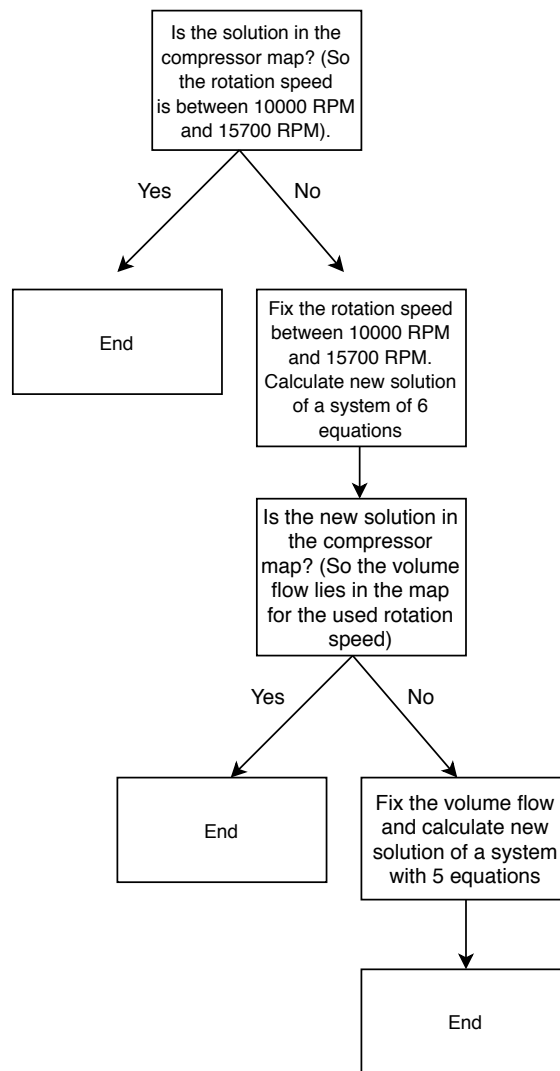 Is the solution in the
compressor map? (So
the rotation speed
is between 10000 RPM
and 15700 RPM).
Yes
No
End
Fix the rotation speed
between 10000 RPM
and 15700 RPM.
Calculate new solution
of a system of 6
equations
Is the new solution in
the compressor
map? (So the volume
flow lies in the map
for the used rotation
speed)
Yes
No
End
Fix the volume flow
and calculate new
solution of a system
with 5 equations
End